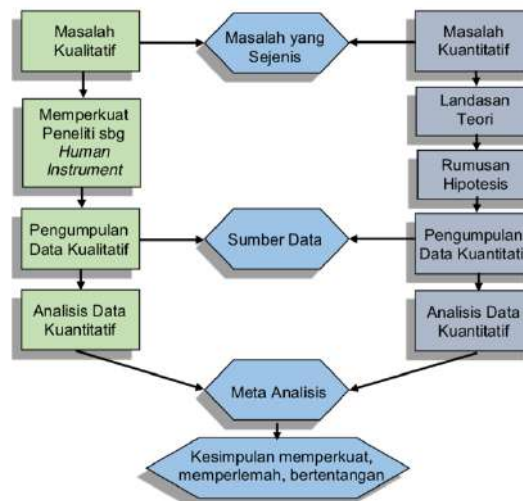 Masalah
Kualitatif
Masalah yang
Sejenis
Masalah
Kuantitatif
Memperkuat
Peneliti sbg
Human
Instrument
Landasan
Teori
Rumusan
Hipotesis
Pengumpulan
Data Kualitatif
Sumber Data
Pengumpulan
Data Kuantitatif
Analisis Data
Kuantitatif
Analisis Data
Kuantitatif
Meta Analisis
Kesimpulan memperkuat,
memperlemah, bertentangan